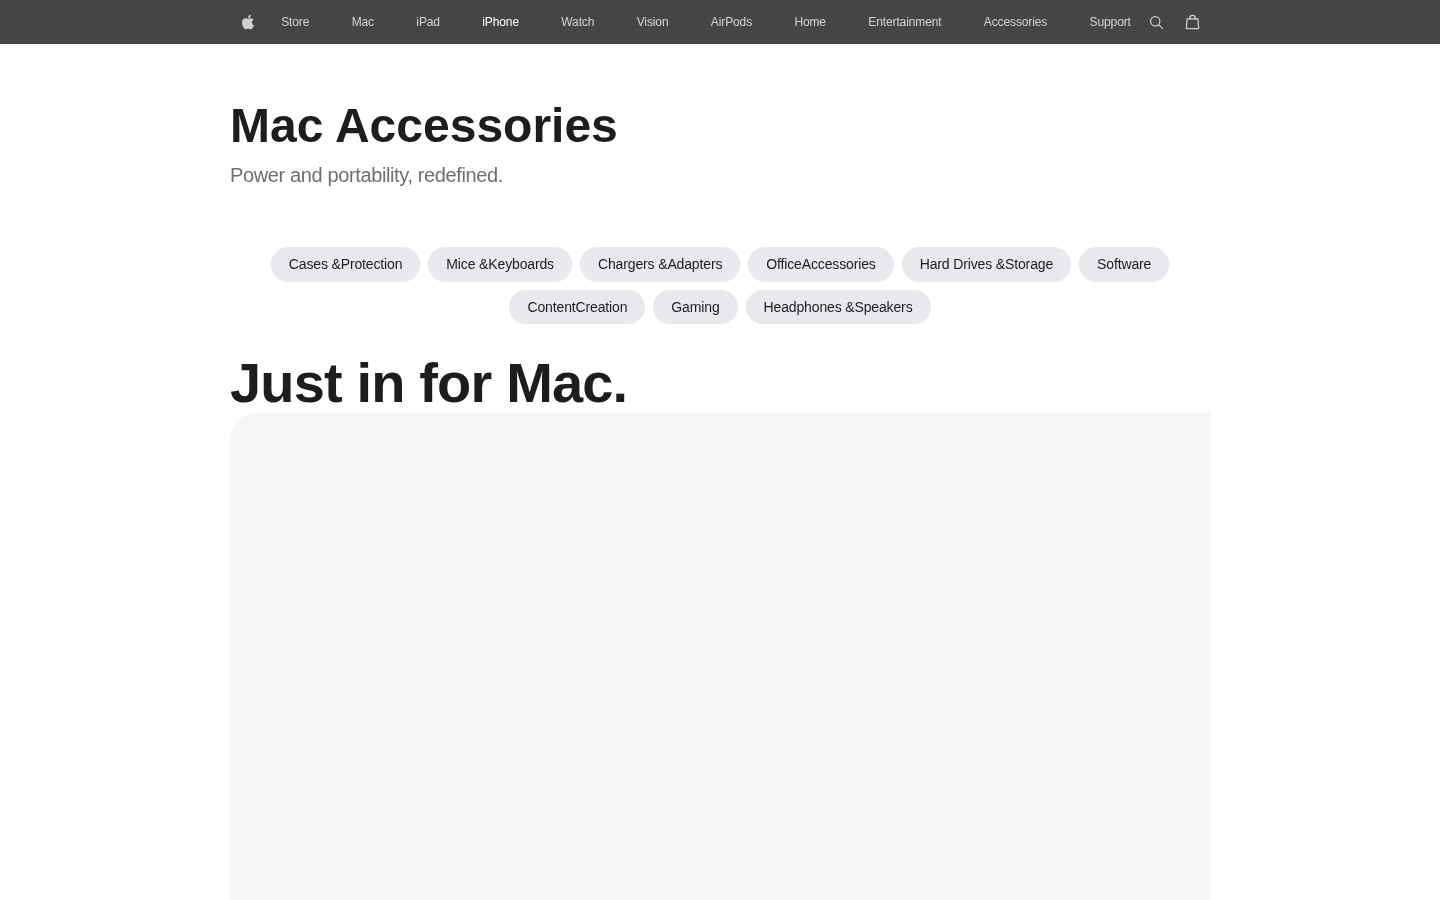 Store Mac iPad iPhone Watch Vision AirPods Home Entertainment Accessories Support
Mac Accessories
Power and portability, redefined.
Cases &Protection Mice &Keyboards Chargers &Adapters OfficeAccessories Hard Drives &Storage Software
ContentCreation Gaming Headphones &Speakers
Just in for Mac.